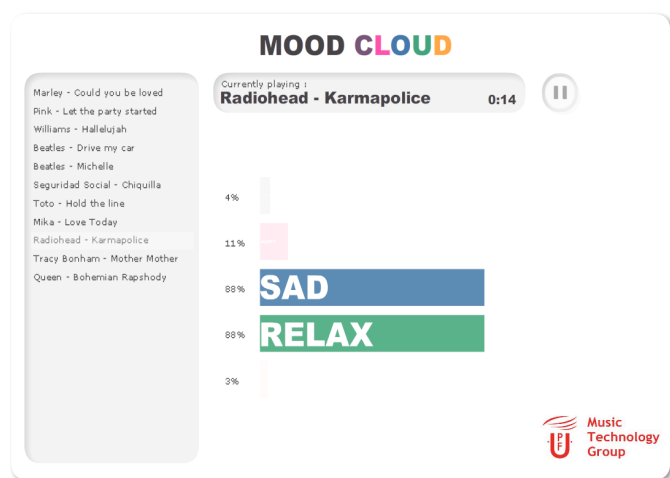 MOOD CLOUD
Marley - Could you be loved
Pink - Let the party started
Williams - Hallelujah
Beatles - Drive my car
Beatles - Michelle
Seguridad Social - Chiquilla
Toto - Hold the line
Mika - Love Today
Radiohead - Karmapolice
Tracy Bonham - Mother Mother
Queen - Bohemian Rapshody
Currently playing :
Radiohead - Karmapolice 0:14
4%
11%
88% SAD
88% RELAX
3%
UPF
Music
Technology
Group